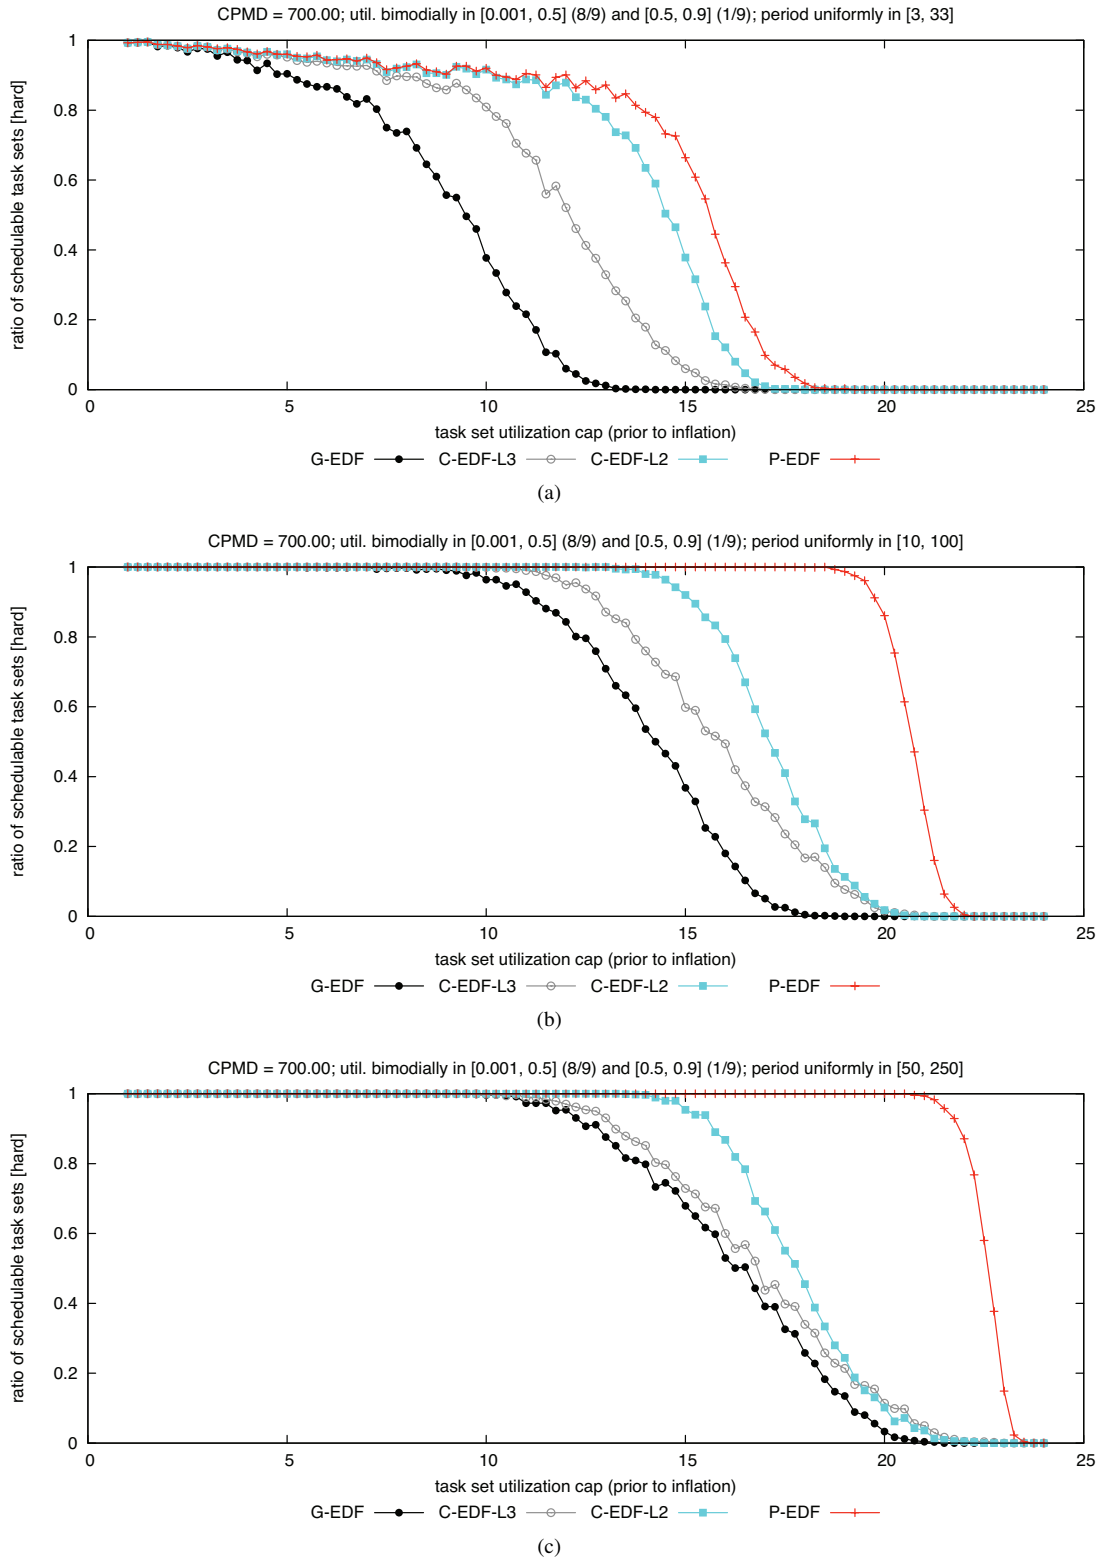 CPMD = 700.00; util. bimodially in [0.001, 0.5] (8/9) and [0.5, 0.9] (1/9); period uniformly in [3, 33]
ratio of schedulable task sets [hard]
1
0.8
0.6
0.4
0.2
0
0 5 10 15 20 25
task set utilization cap (prior to inflation)
G-EDF C-EDF-L3 C-EDF-L2 P-EDF
(a)
CPMD = 700.00; util. bimodially in [0.001, 0.5] (8/9) and [0.5, 0.9] (1/9); period uniformly in [10, 100]
ratio of schedulable task sets [hard]
1
0.8
0.6
0.4
0.2
0
0 5 10 15 20 25
task set utilization cap (prior to inflation)
G-EDF C-EDF-L3 C-EDF-L2 P-EDF
(b)
CPMD = 700.00; util. bimodially in [0.001, 0.5] (8/9) and [0.5, 0.9] (1/9); period uniformly in [50, 250]
ratio of schedulable task sets [hard]
1
0.8
0.6
0.4
0.2
0
0 5 10 15 20 25
task set utilization cap (prior to inflation)
G-EDF C-EDF-L3 C-EDF-L2 P-EDF
(c)